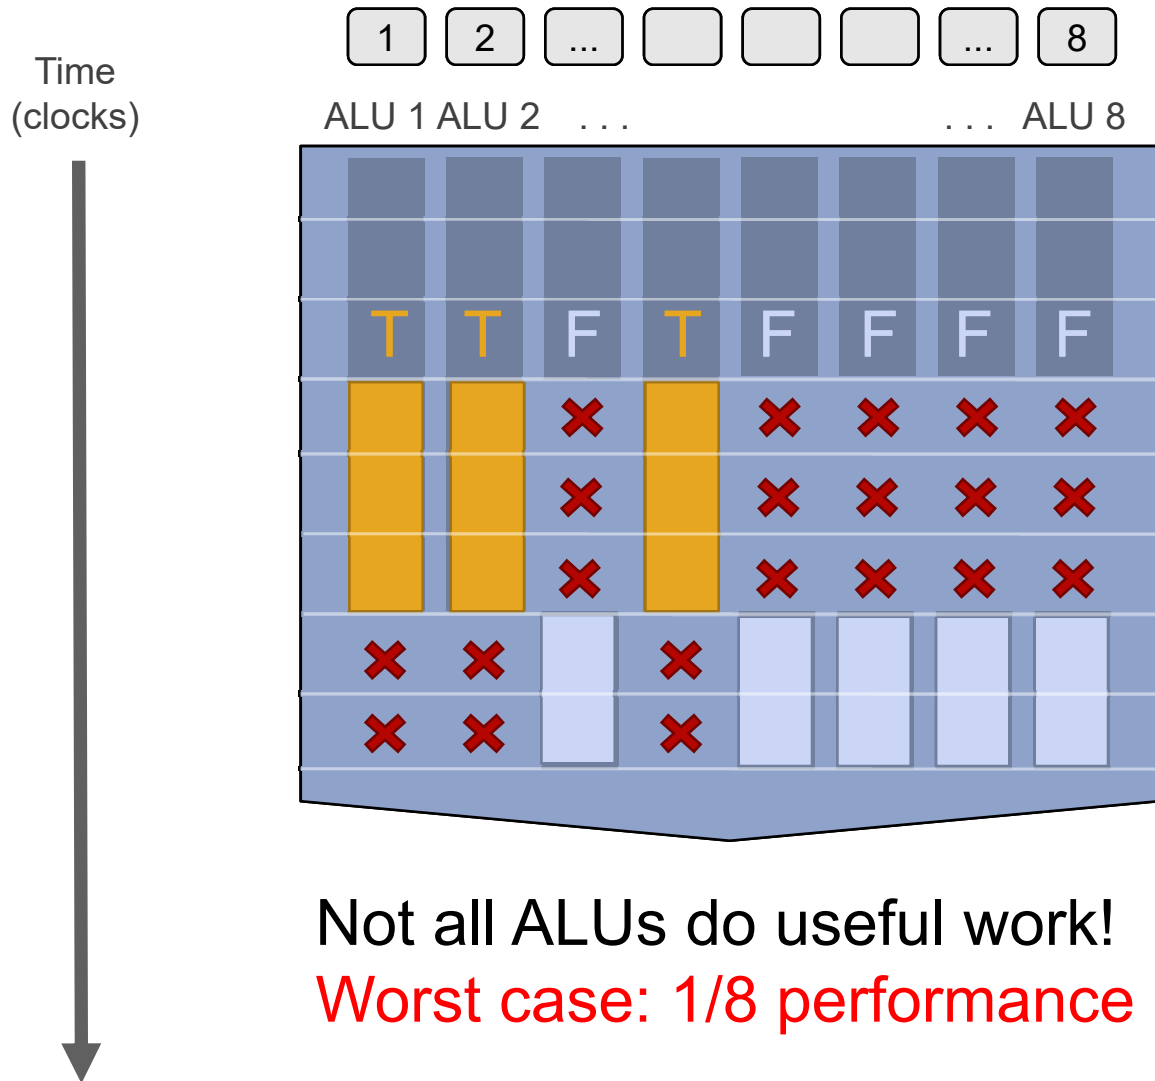 1 2 ... ... 8
Time
(clocks)
ALU 1 ALU 2 . . . . . . ALU 8
T T F T F F F F
Not all ALUs do useful work!
Worst case: 1/8 performance